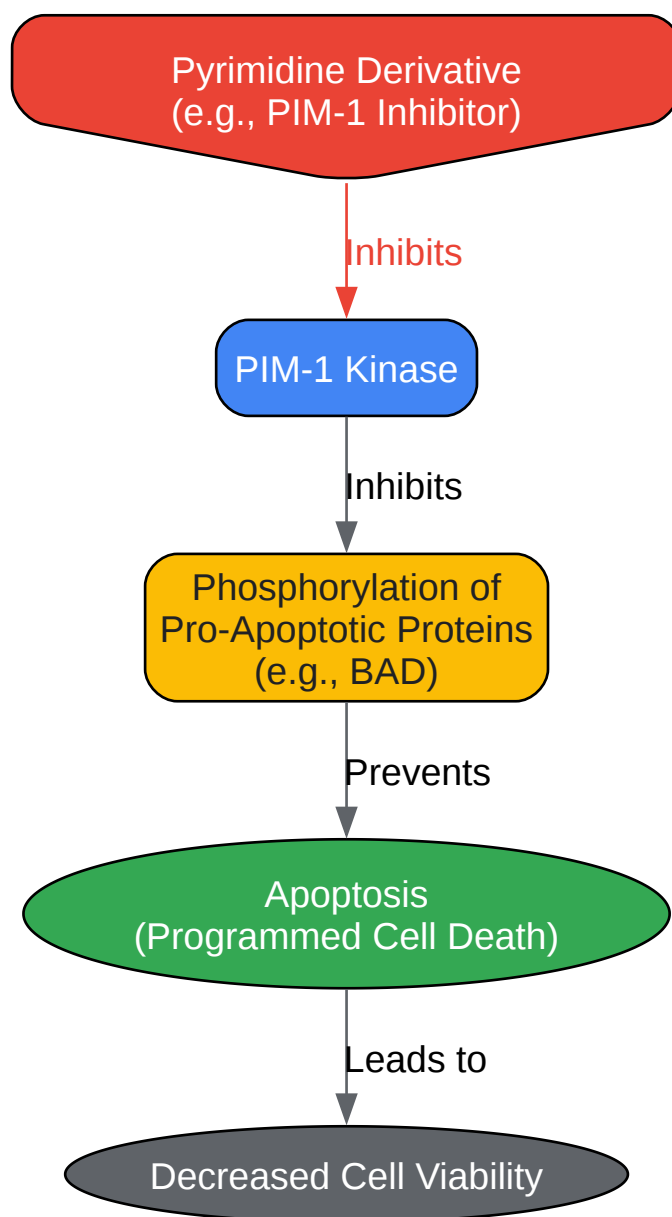 Pyrimidine Derivative
(e.g., PIM-1 Inhibitor)
Inhibits
PIM-1 Kinase
Inhibits
Phosphorylation of
Pro-Apoptotic Proteins
(e.g., BAD)
Prevents
Apoptosis
(Programmed Cell Death)
Leads to
Decreased Cell Viability